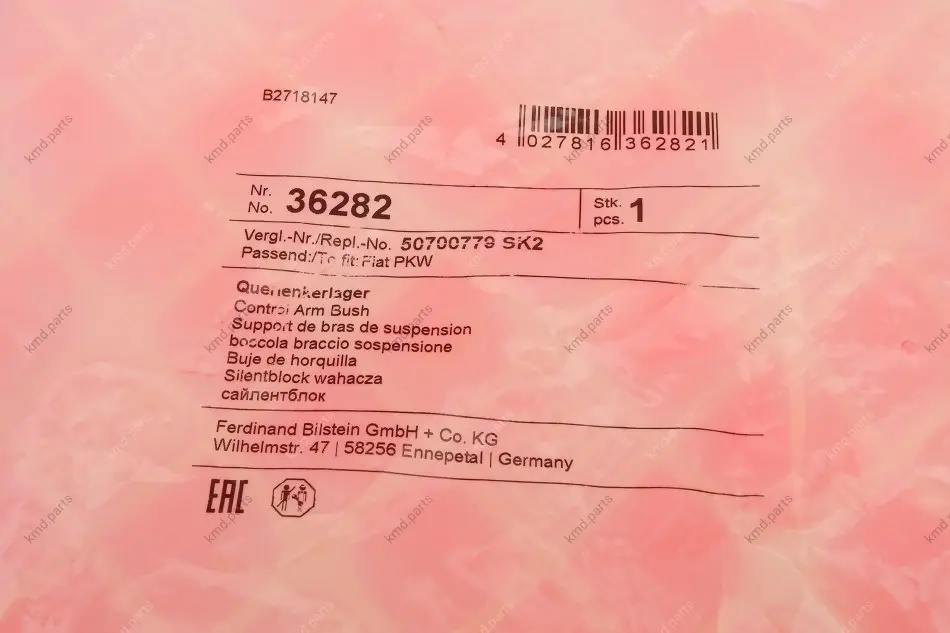 B2718147
4 027816 362821
Nr.
No. 36282
Stk.
pcs. 1
Vergl.-Nr./Repl.-No. 50700779 SK2
Passend:/To fit: Fiat PKW
Querlenkerlager
Control Arm Bush
Support de bras de suspension
boccola braccio sospensione
Buje de horquilla
Silentblock wahacza
сайлентблок
Ferdinand Bilstein GmbH + Co. KG
Wilhelmstr. 47 | 58256 Ennepetal | Germany
EAC
kmd.parts